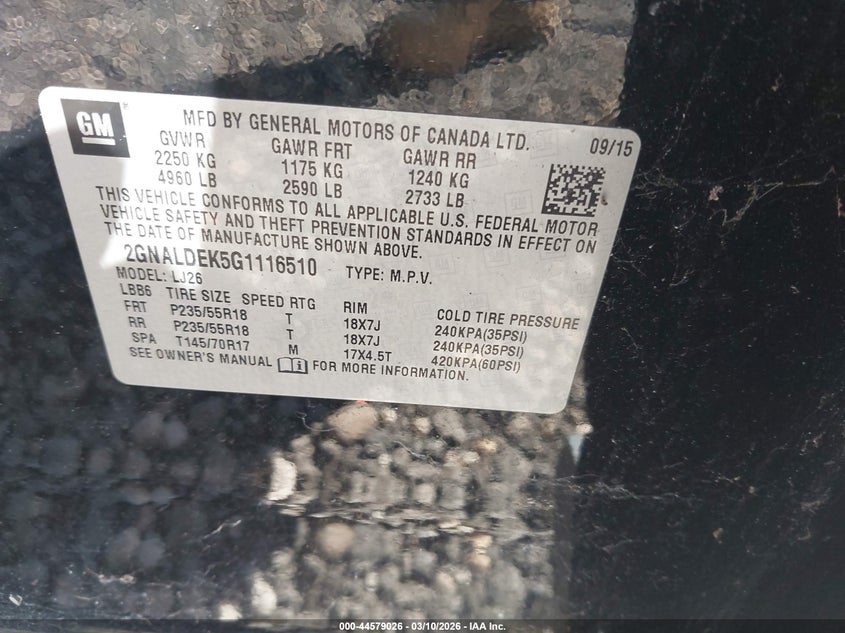 GM
MFD BY GENERAL MOTORS OF CANADA LTD. 09/15
GVWR GAWR FRT GAWR RR
2250 KG 1175 KG 1240 KG
4960 LB 2590 LB 2733 LB
THIS VEHICLE CONFORMS TO ALL APPLICABLE U.S. FEDERAL MOTOR
VEHICLE SAFETY AND THEFT PREVENTION STANDARDS IN EFFECT ON
THE DATE OF MANUFACTURE SHOWN ABOVE.
2GNALDEK5G1116510 TYPE: M.P.V.
MODEL: LJ26
LBB6 TIRE SIZE SPEED RTG RIM COLD TIRE PRESSURE
FRT P235/55R18 T 18X7J 240KPA(35PSI)
RR P235/55R18 T 18X7J 240KPA(35PSI)
SPA T145/70R17 M 17X4.5T 420KPA(60PSI)
SEE OWNER'S MANUAL FOR MORE INFORMATION.
000-44579026 - 03/10/2026 - IAA Inc.